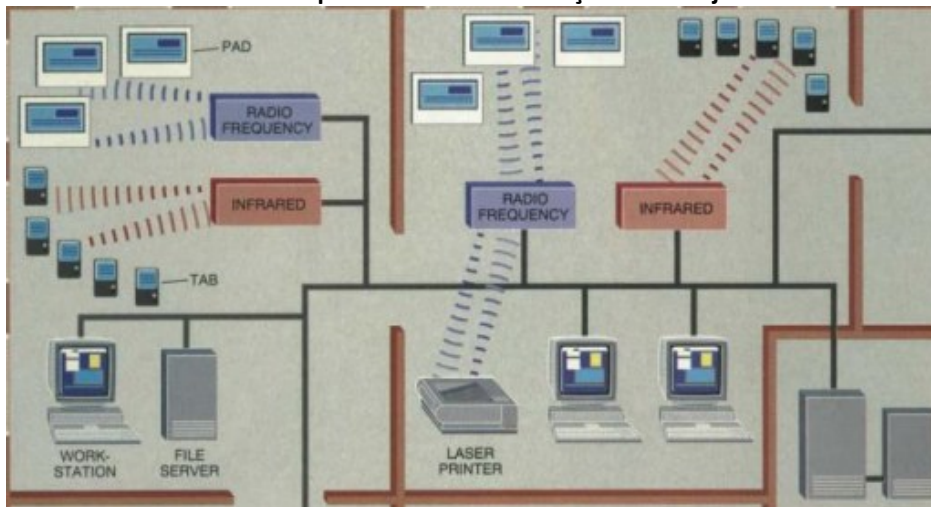 PAD
RADIO
FREQUENCY
INFRARED
TAB
RADIO
FREQUENCY
INFRARED
WORK-
STATION
FILE
SERVER
LASER
PRINTER